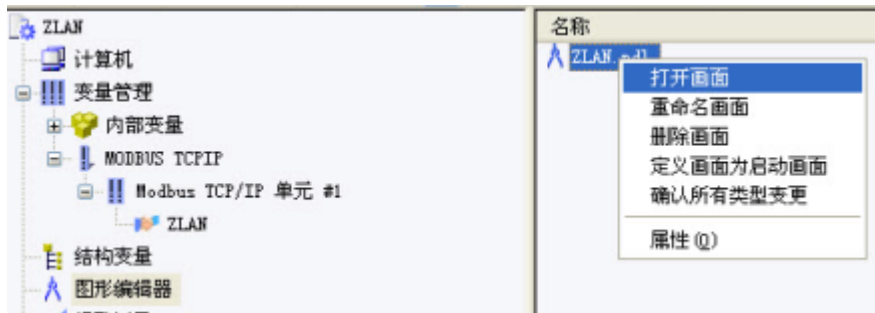 ZLAN
计算机
变量管理
内部变量
MODBUS TCPIP
Modbus TCP/IP 单元 #1
ZLAN
结构变量
图形编辑器
名称
ZLAN.pdl
打开画面
重命名画面
删除画面
定义画面为启动画面
确认所有类型变更
属性(Q)